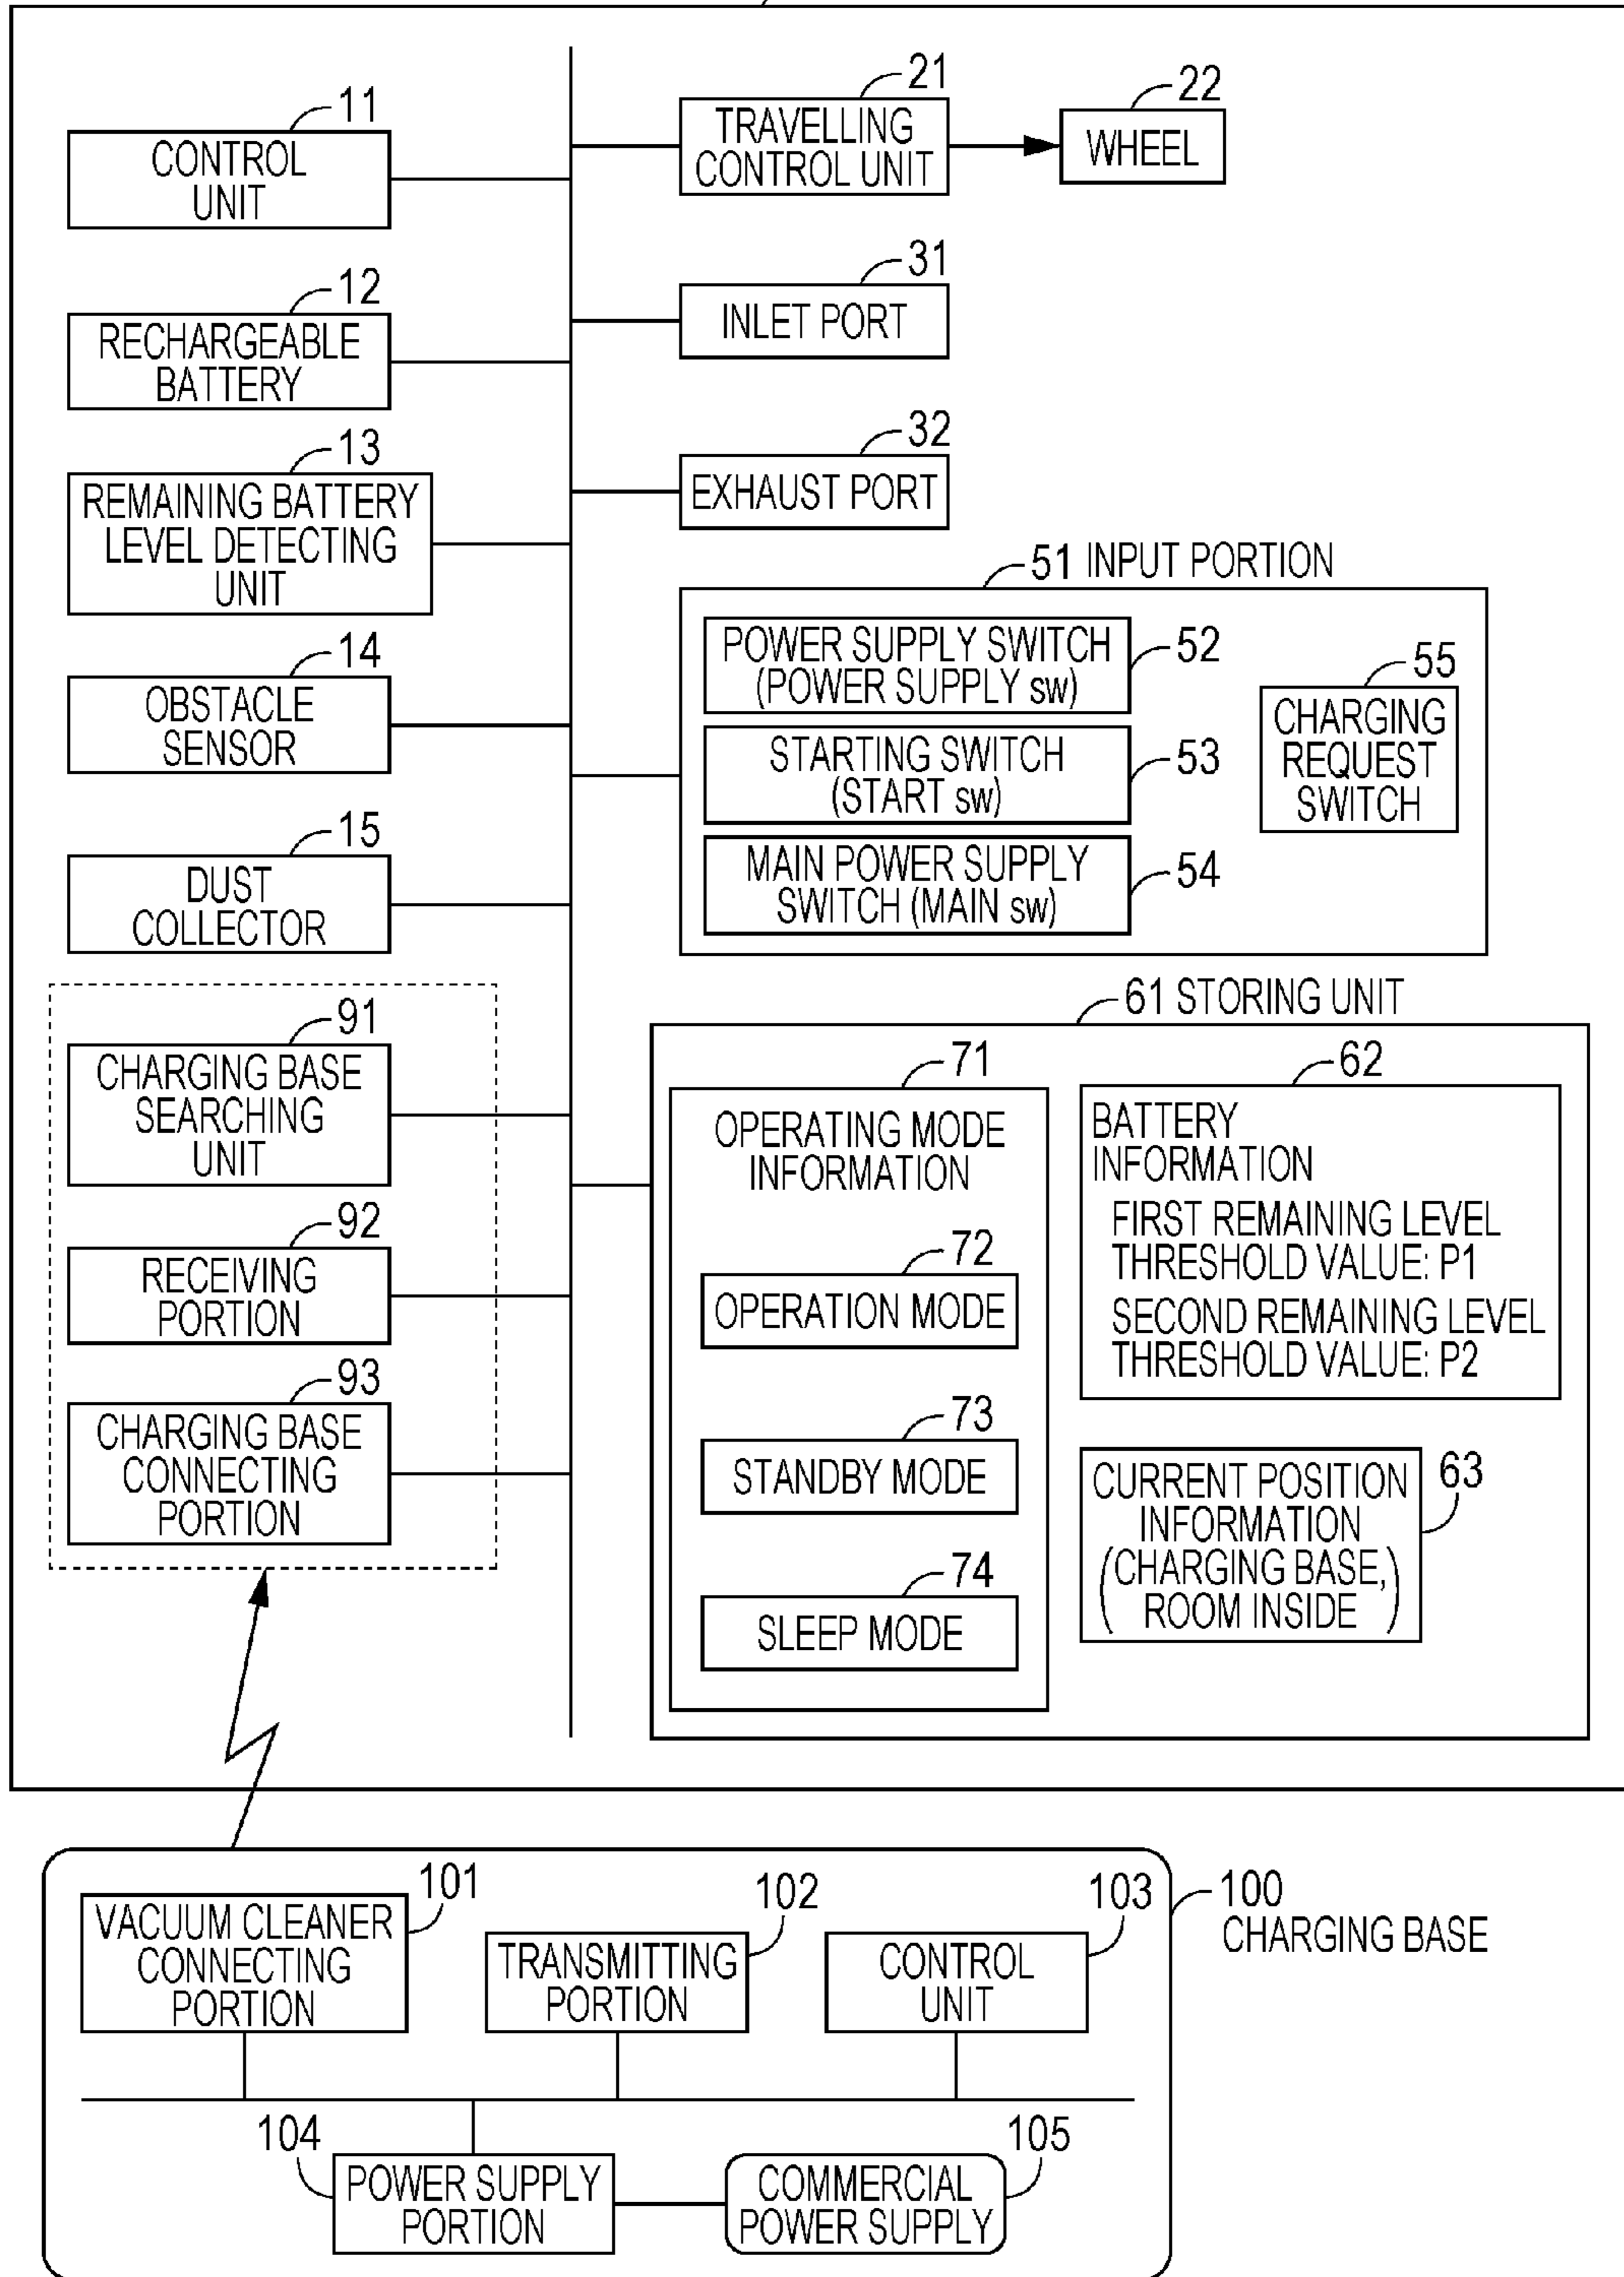 11
CONTROL
UNIT
12
RECHARGEABLE
BATTERY
13
REMAINING BATTERY
LEVEL DETECTING
UNIT
14
OBSTACLE
SENSOR
15
DUST
COLLECTOR
91
CHARGING BASE
SEARCHING
UNIT
92
RECEIVING
PORTION
93
CHARGING BASE
CONNECTING
PORTION
21
TRAVELLING
CONTROL UNIT
22
WHEEL
31
INLET PORT
32
EXHAUST PORT
51 INPUT PORTION
POWER SUPPLY SWITCH
(POWER SUPPLY sw)
52
STARTING SWITCH
(START sw)
53
MAIN POWER SUPPLY
SWITCH (MAIN sw)
54
55
CHARGING
REQUEST
SWITCH
61 STORING UNIT
71
OPERATING MODE
INFORMATION
72
OPERATION MODE
73
STANDBY MODE
74
SLEEP MODE
62
BATTERY
INFORMATION
FIRST REMAINING LEVEL
THRESHOLD VALUE: P1
SECOND REMAINING LEVEL
THRESHOLD VALUE: P2
63
CURRENT POSITION
INFORMATION
(CHARGING BASE,
ROOM INSIDE)
100
CHARGING BASE
101
VACUUM CLEANER
CONNECTING
PORTION
102
TRANSMITTING
PORTION
103
CONTROL
UNIT
104
POWER SUPPLY
PORTION
105
COMMERCIAL
POWER SUPPLY